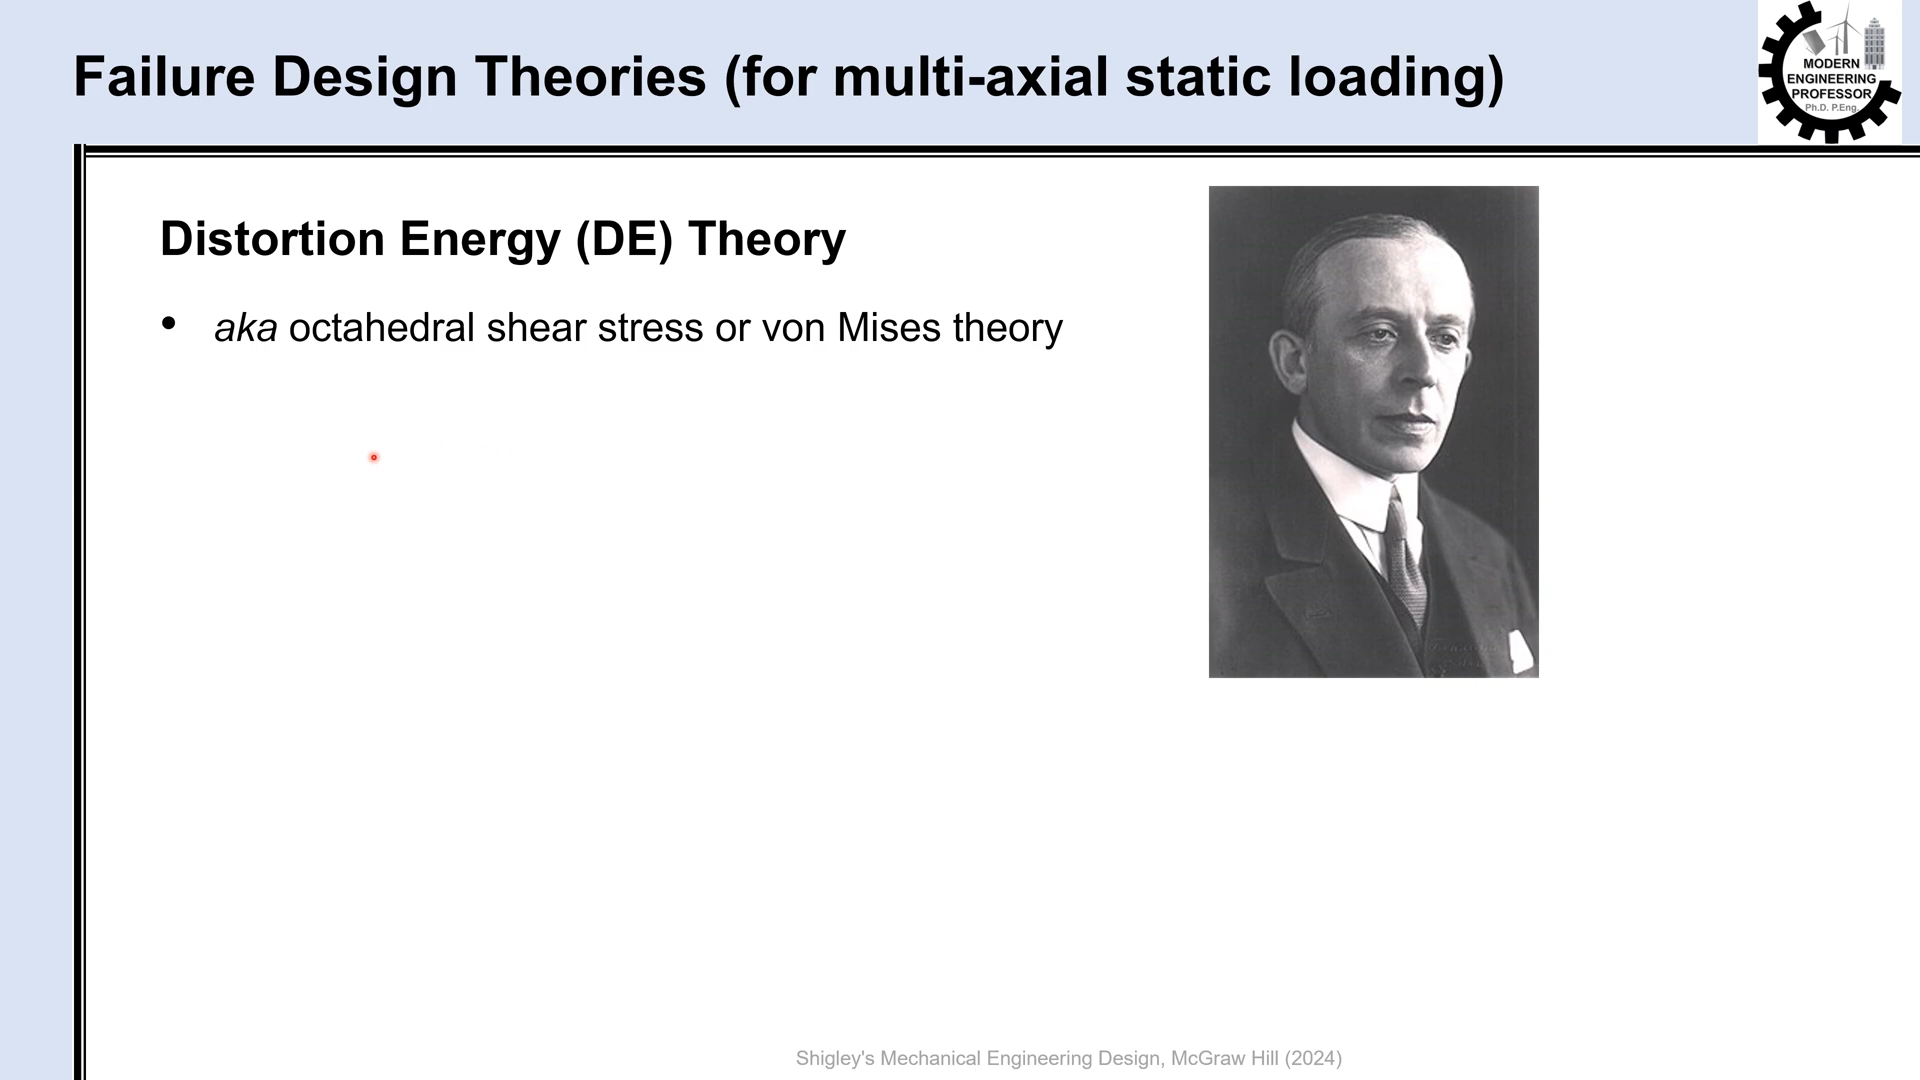 Failure Design Theories (for multi-axial static loading)
MODERN
ENGINEERING
PROFESSOR
Ph.D. P.Eng.
Distortion Energy (DE) Theory
• aka octahedral shear stress or von Mises theory
Shigley's Mechanical Engineering Design, McGraw Hill (2024)